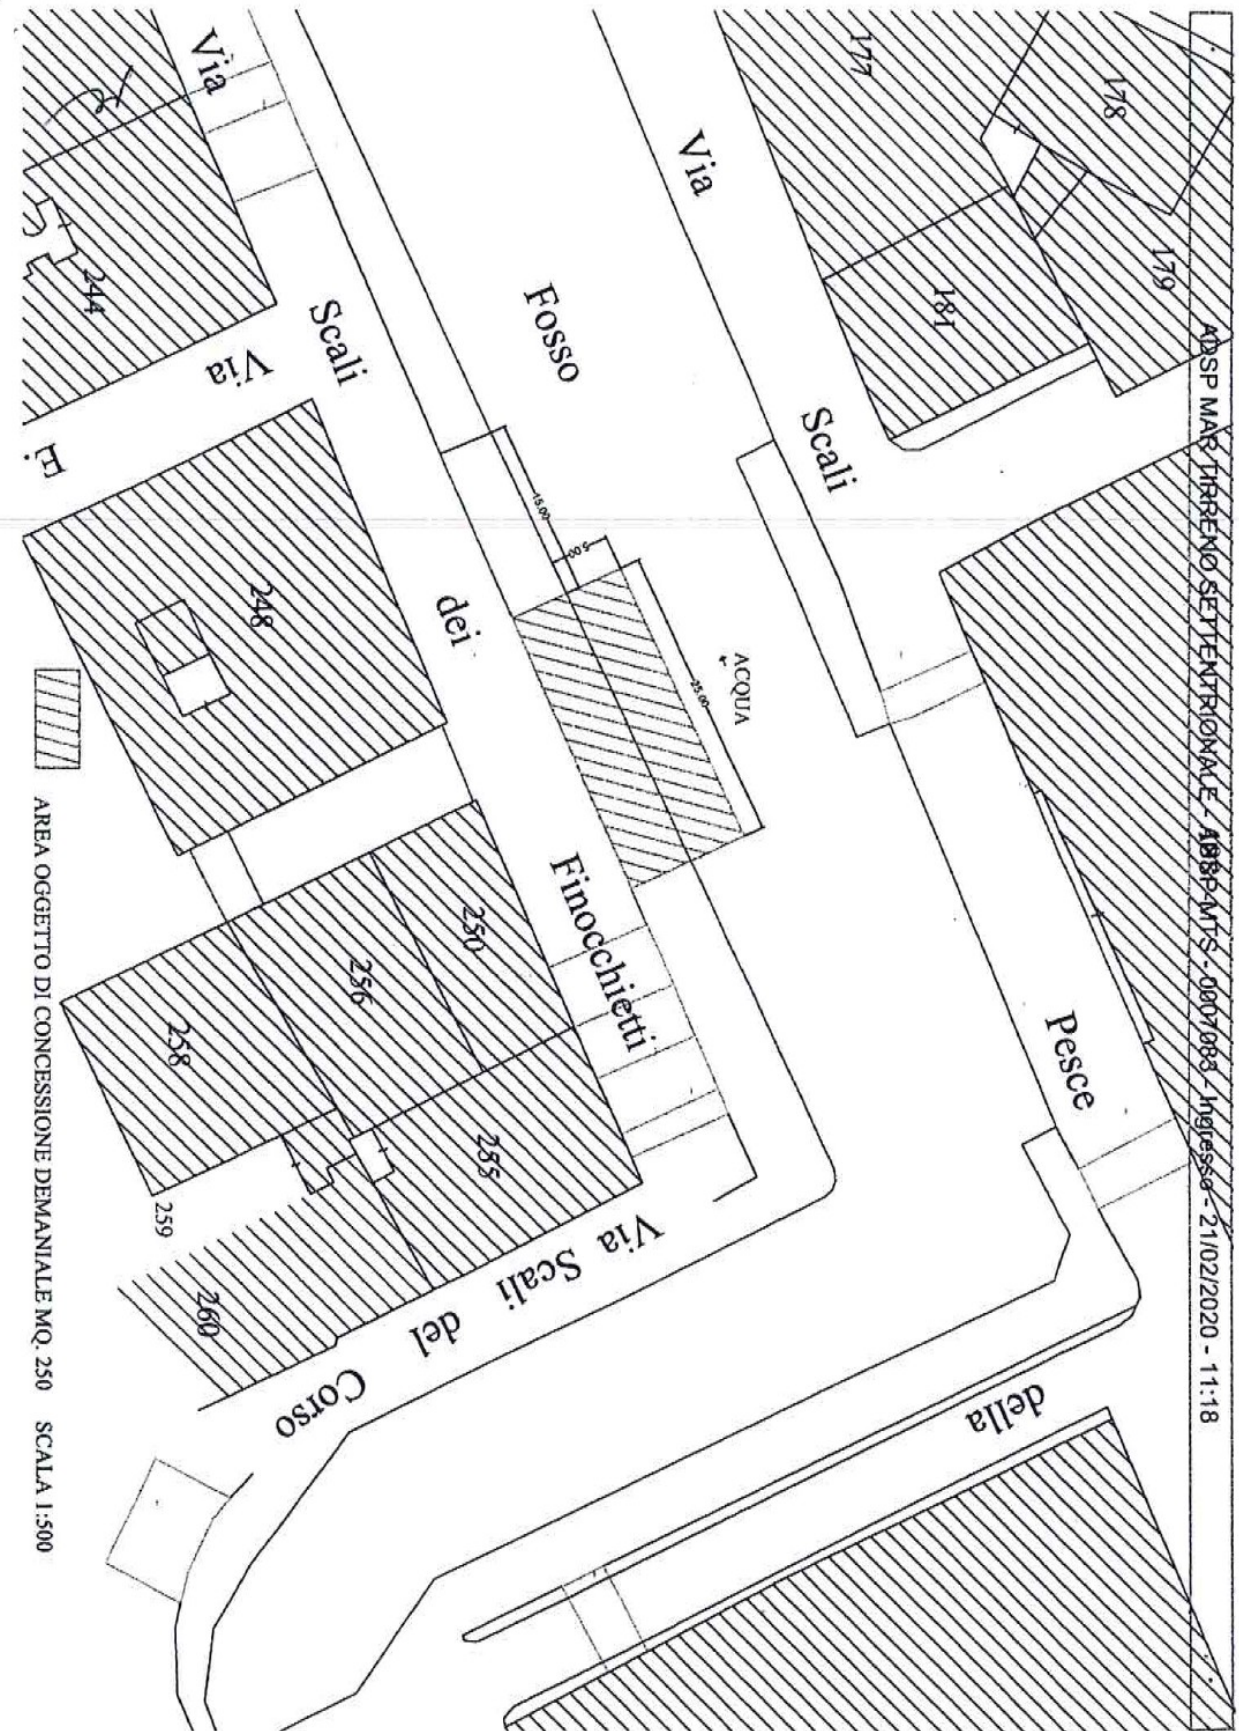 ADSP MAR TIRRENO SETTENTRIONALE - ADSP-MTS - 0007083 - Ingresso - 21/02/2020 - 11:18
178
179
177
181
Via
Scali
Pesce
della
Fosso
ACQUA
15.00
5.00
25.00
Via
Scali
dei
Finocchietti
Via
E.
244
248
250
256
255
258
259
260
Via Scali del
Corso
AREA OGGETTO DI CONCESSIONE DEMANIALE MQ. 250 SCALA 1:500